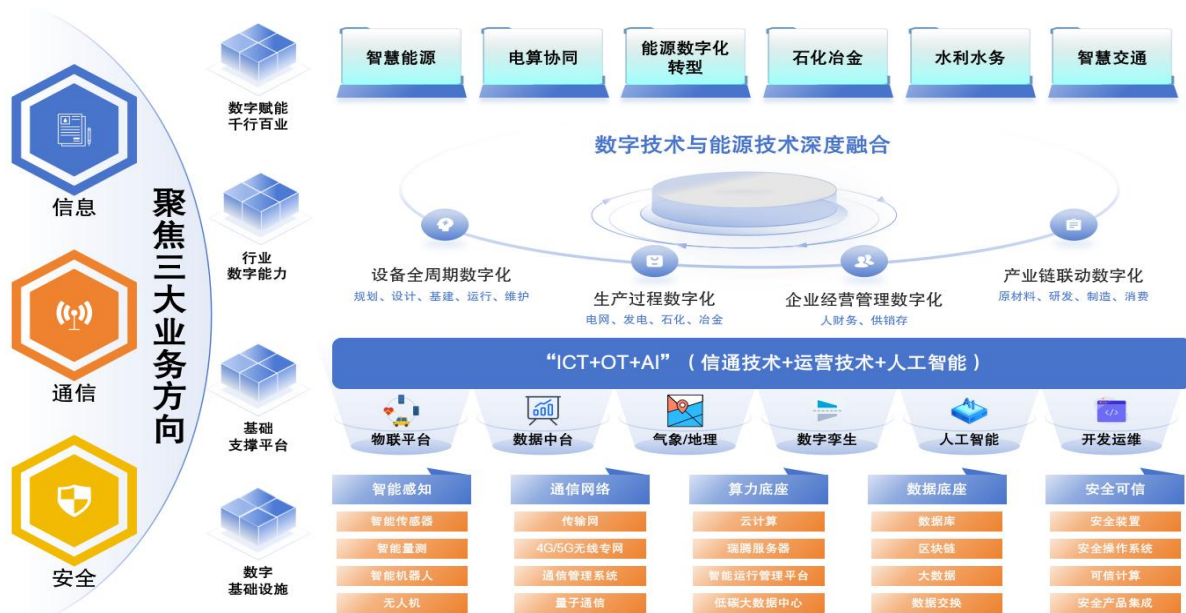 信息
通信
安全
聚焦三大业务方向
数字赋能
千行百业
行业
数字能力
基础
支撑平台
数字
基础设施
智慧能源
电算协同
能源数字化
转型
石化冶金
水利水务
智慧交通
数字技术与能源技术深度融合
设备全周期数字化
规划、设计、基建、运行、维护
生产过程数字化
电网、发电、石化、冶金
企业经营管理数字化
人财务、供销存
产业链联动数字化
原材料、研发、制造、消费
“ICT+OT+AI”（信通技术+运营技术+人工智能）
物联平台
数据中台
气象/地理
数字孪生
AI
人工智能
开发运维
智能感知
智能传感器
智能量测
智能机器人
无人机
通信网络
传输网
4G/5G无线专网
通信管理系统
量子通信
算力底座
云计算
瑞腾服务器
智能运行管理平台
低碳大数据中心
数据底座
数据库
区块链
大数据
数据交换
安全可信
安全装置
安全操作系统
可信计算
安全产品集成